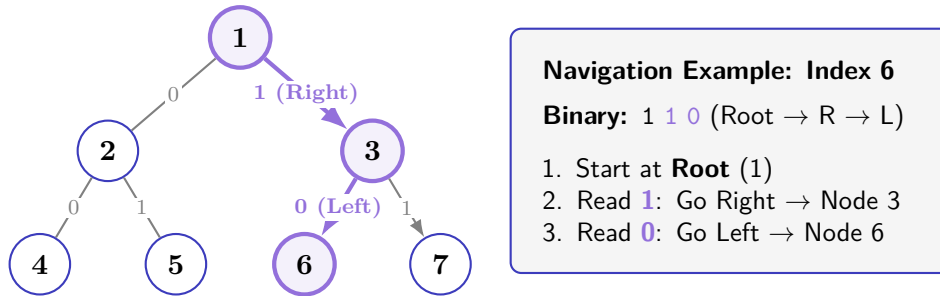 1
0
1 (Right)
2
3
0
1
0 (Left)
1
4
5
6
7
Navigation Example: Index 6
Binary: 1 1 0 (Root → R → L)
1. Start at Root (1)
2. Read 1: Go Right → Node 3
3. Read 0: Go Left → Node 6